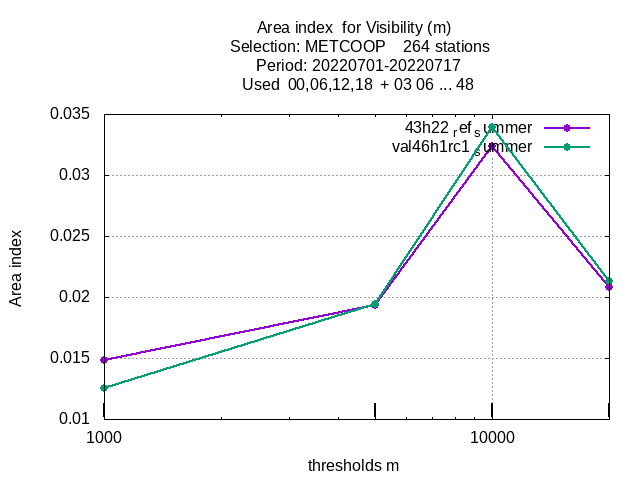 Area index  for Visibility (m)
Selection: METCOOP    264 stations
Period: 20220701-20220717
Used  00,06,12,18  + 03 06 ... 48
0.035
43h22_ref_summer
val46h1rc1_summer
0.03
0.025
Area index
0.02
0.015
0.01
1000
10000
thresholds m